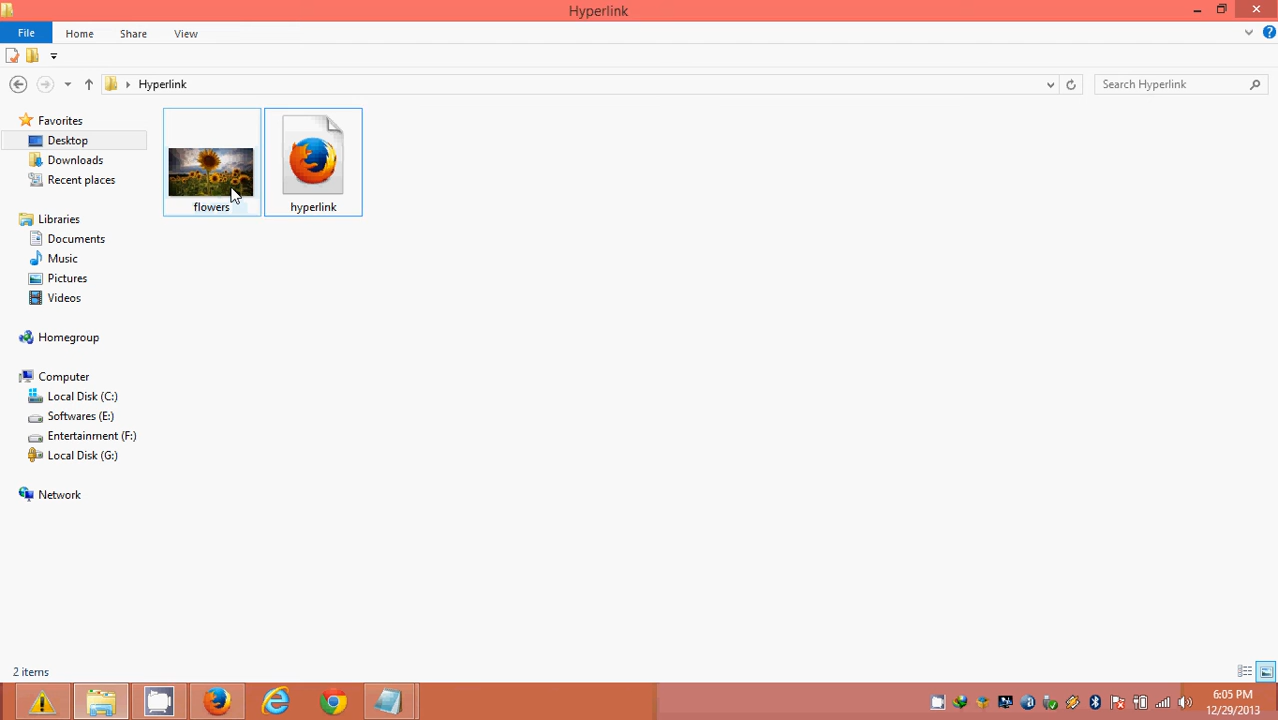 Hyperlink
File Home Share View
Hyperlink
Search Hyperlink
Favorites
Desktop
Downloads
Recent places
Libraries
Documents
Music
Pictures
Videos
Homegroup
Computer
Local Disk (C:)
Softwares (E:)
Entertainment (F:)
Local Disk (G:)
Network
flowers
hyperlink
2 items
6:05 PM
12/29/2013